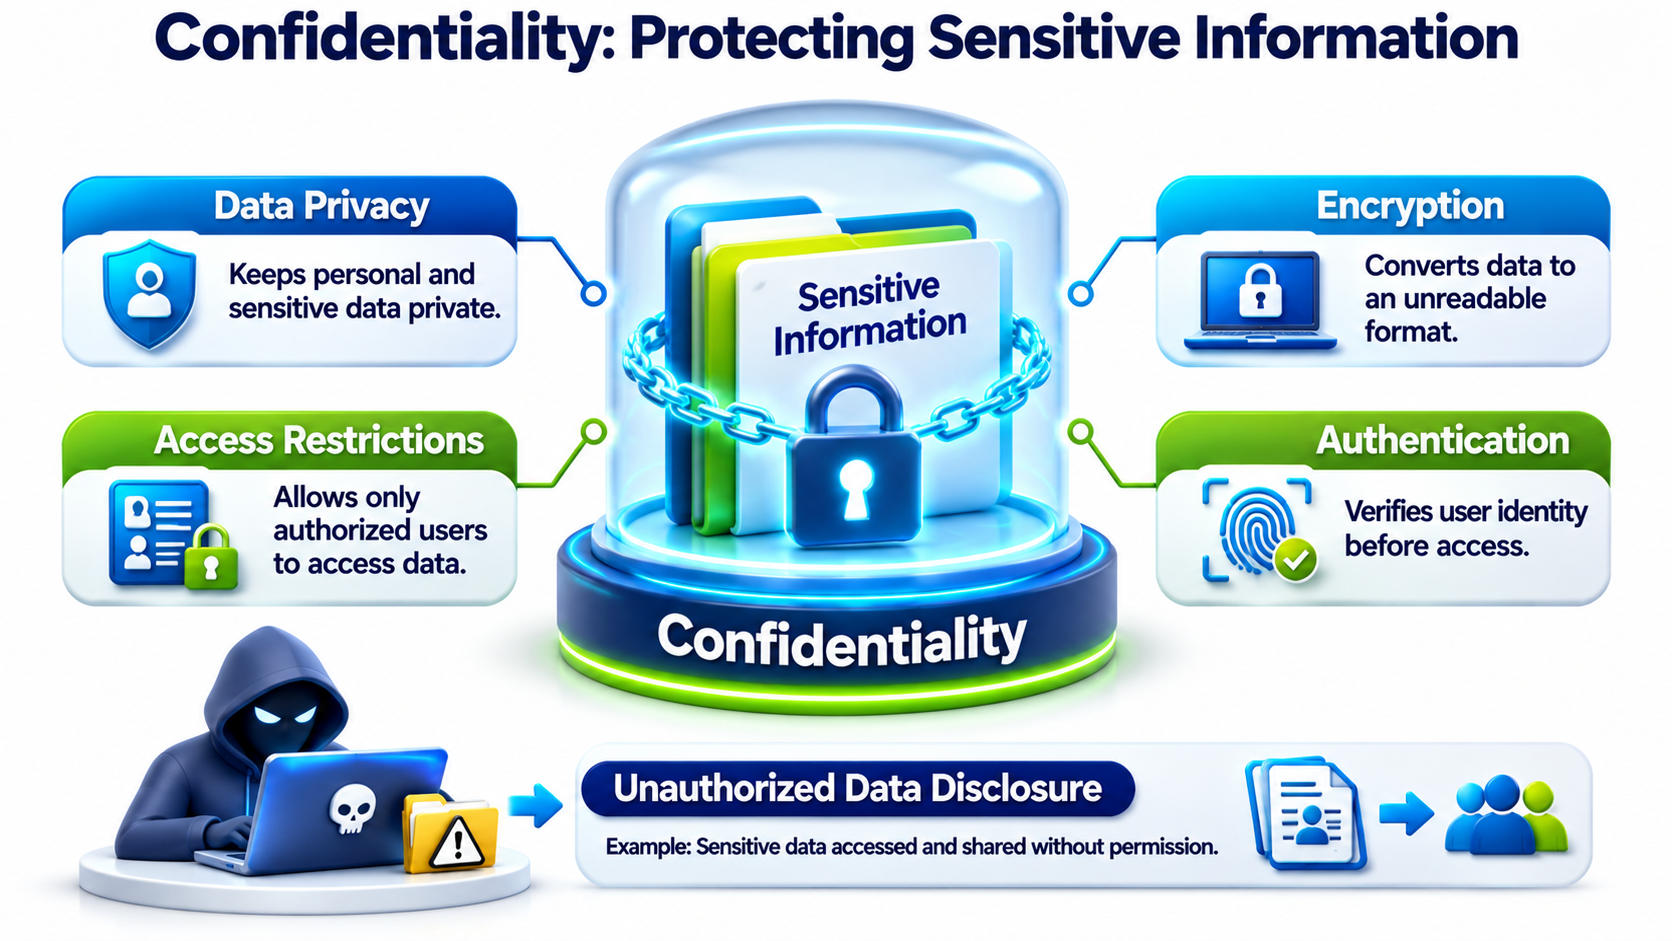 Confidentiality: Protecting Sensitive Information
Data Privacy
Keeps personal and
sensitive data private.
Access Restrictions
Allows only
authorized users
to access data.
Sensitive
Information
Confidentiality
Encryption
Converts data to
an unreadable
format.
Authentication
Verifies user identity
before access.
Unauthorized Data Disclosure
Example: Sensitive data accessed and shared without permission.